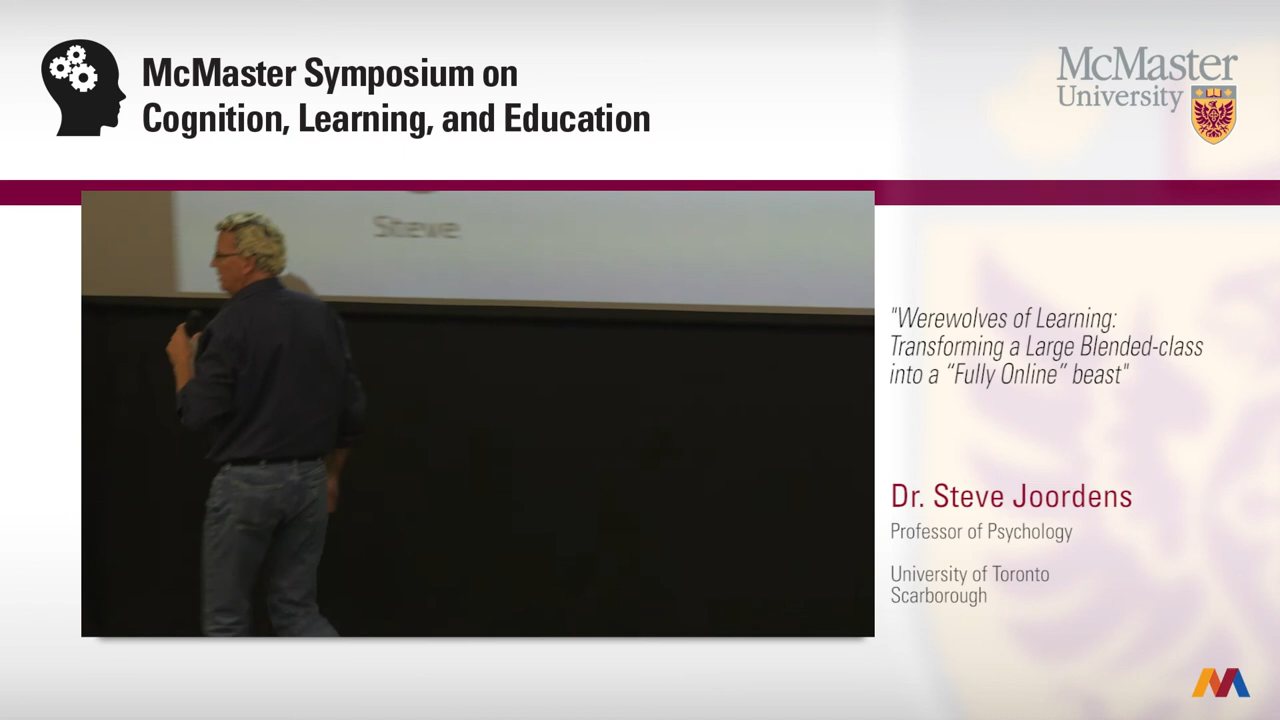 McMaster Symposium on
Cognition, Learning, and Education
McMaster
University
Steve
"Werewolves of Learning:
Transforming a Large Blended-class
into a “Fully Online” beast"
Dr. Steve Joordens
Professor of Psychology
University of Toronto
Scarborough